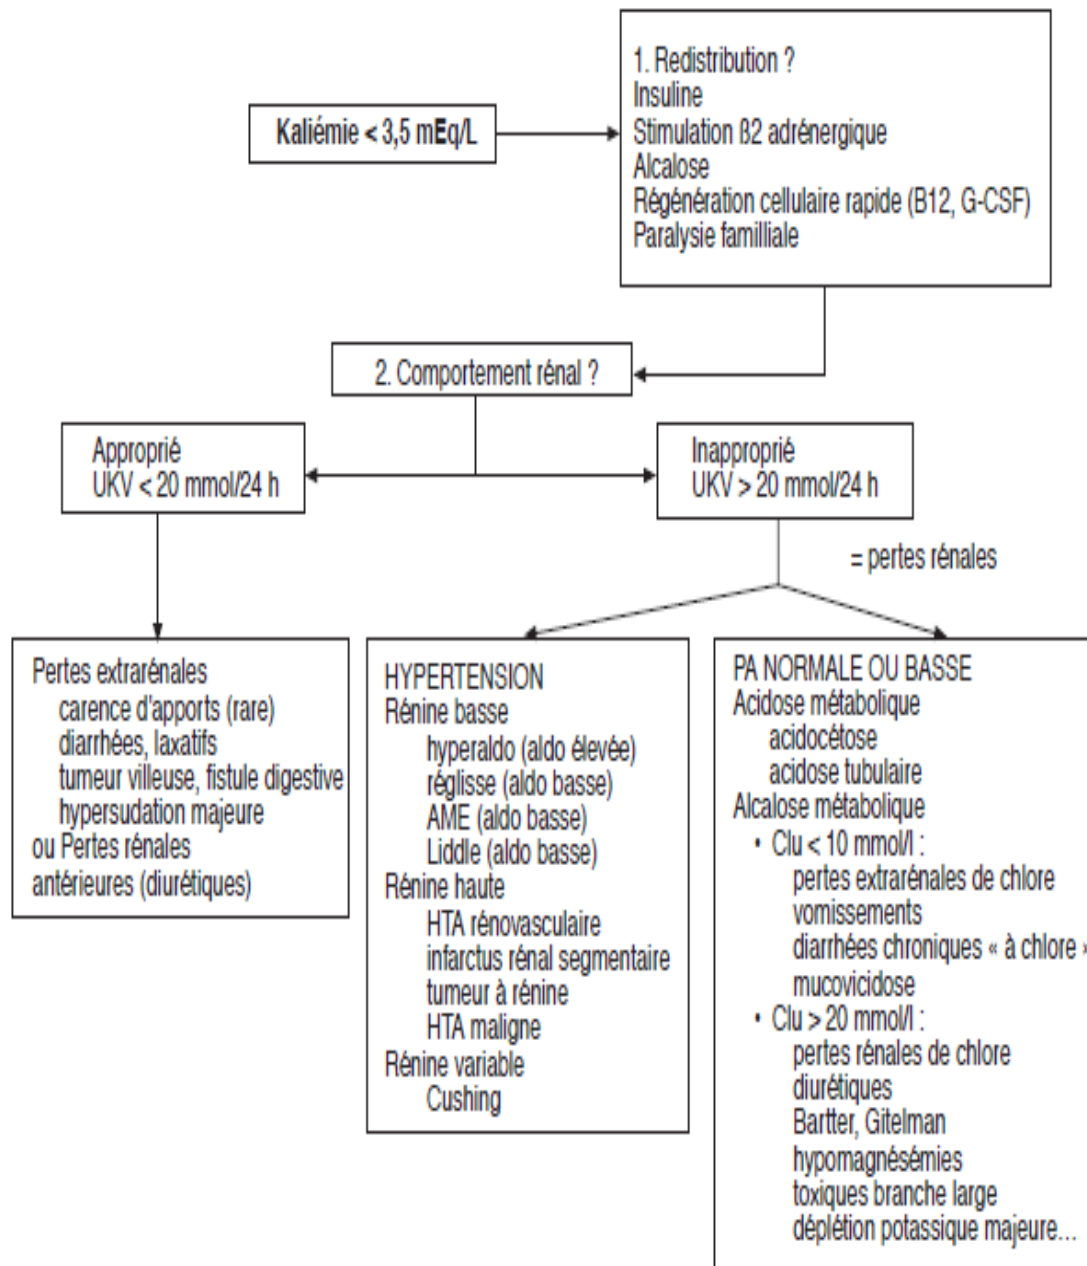 Kaliémie < 3,5 mEq/L
1. Redistribution ?
Insuline
Stimulation ß2 adrénergique
Alcalose
Régénération cellulaire rapide (B12, G-CSF)
Paralysie familliale
2. Comportement rénal ?
Approprié
UKV < 20 mmol/24 h
Inapproprié
UKV > 20 mmol/24 h
= pertes rénales
Pertes extrarénales
carence d'apports (rare)
diarrhées, laxatifs
tumeur villeuse, fistule digestive
hypersudation majeure
ou Pertes rénales
antérieures (diurétiques)
HYPERTENSION
Rénine basse
hyperaldo (aldo élevée)
réglisse (aldo basse)
AME (aldo basse)
Liddle (aldo basse)
Rénine haute
HTA rénovasculaire
infarctus rénal segmentaire
tumeur à rénine
HTA maligne
Rénine variable
Cushing
PA NORMALE OU BASSE
Acidose métabolique
acidocétose
acidose tubulaire
Alcalose métabolique
• Clu < 10 mmol/l :
pertes extrarénales de chlore
vomissements
diarrhées chroniques « à chlore »
mucovicidose
• Clu > 20 mmol/l :
pertes rénales de chlore
diurétiques
Bartter, Gitelman
hypomagnésémies
toxiques branche large
déplétion potassique majeure…